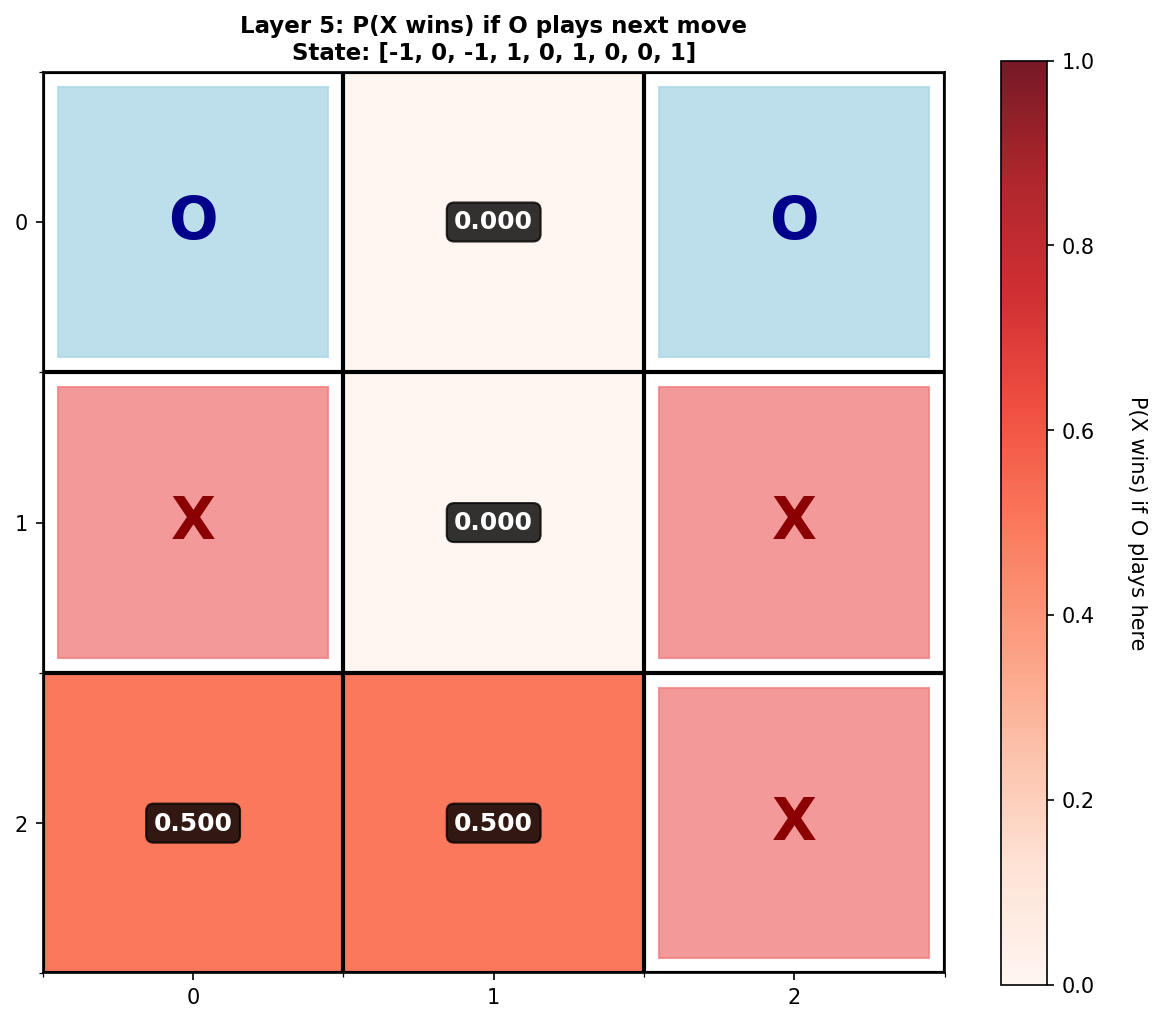 Layer 5: P(X wins) if O plays next move
State: [-1, 0, -1, 1, 0, 1, 0, 0, 1]
0
O
0.000
O
1
X
0.000
X
2
0.500
0.500
X
0
1
2
1.0
0.8
0.6
0.4
0.2
0.0
P(X wins) if O plays here